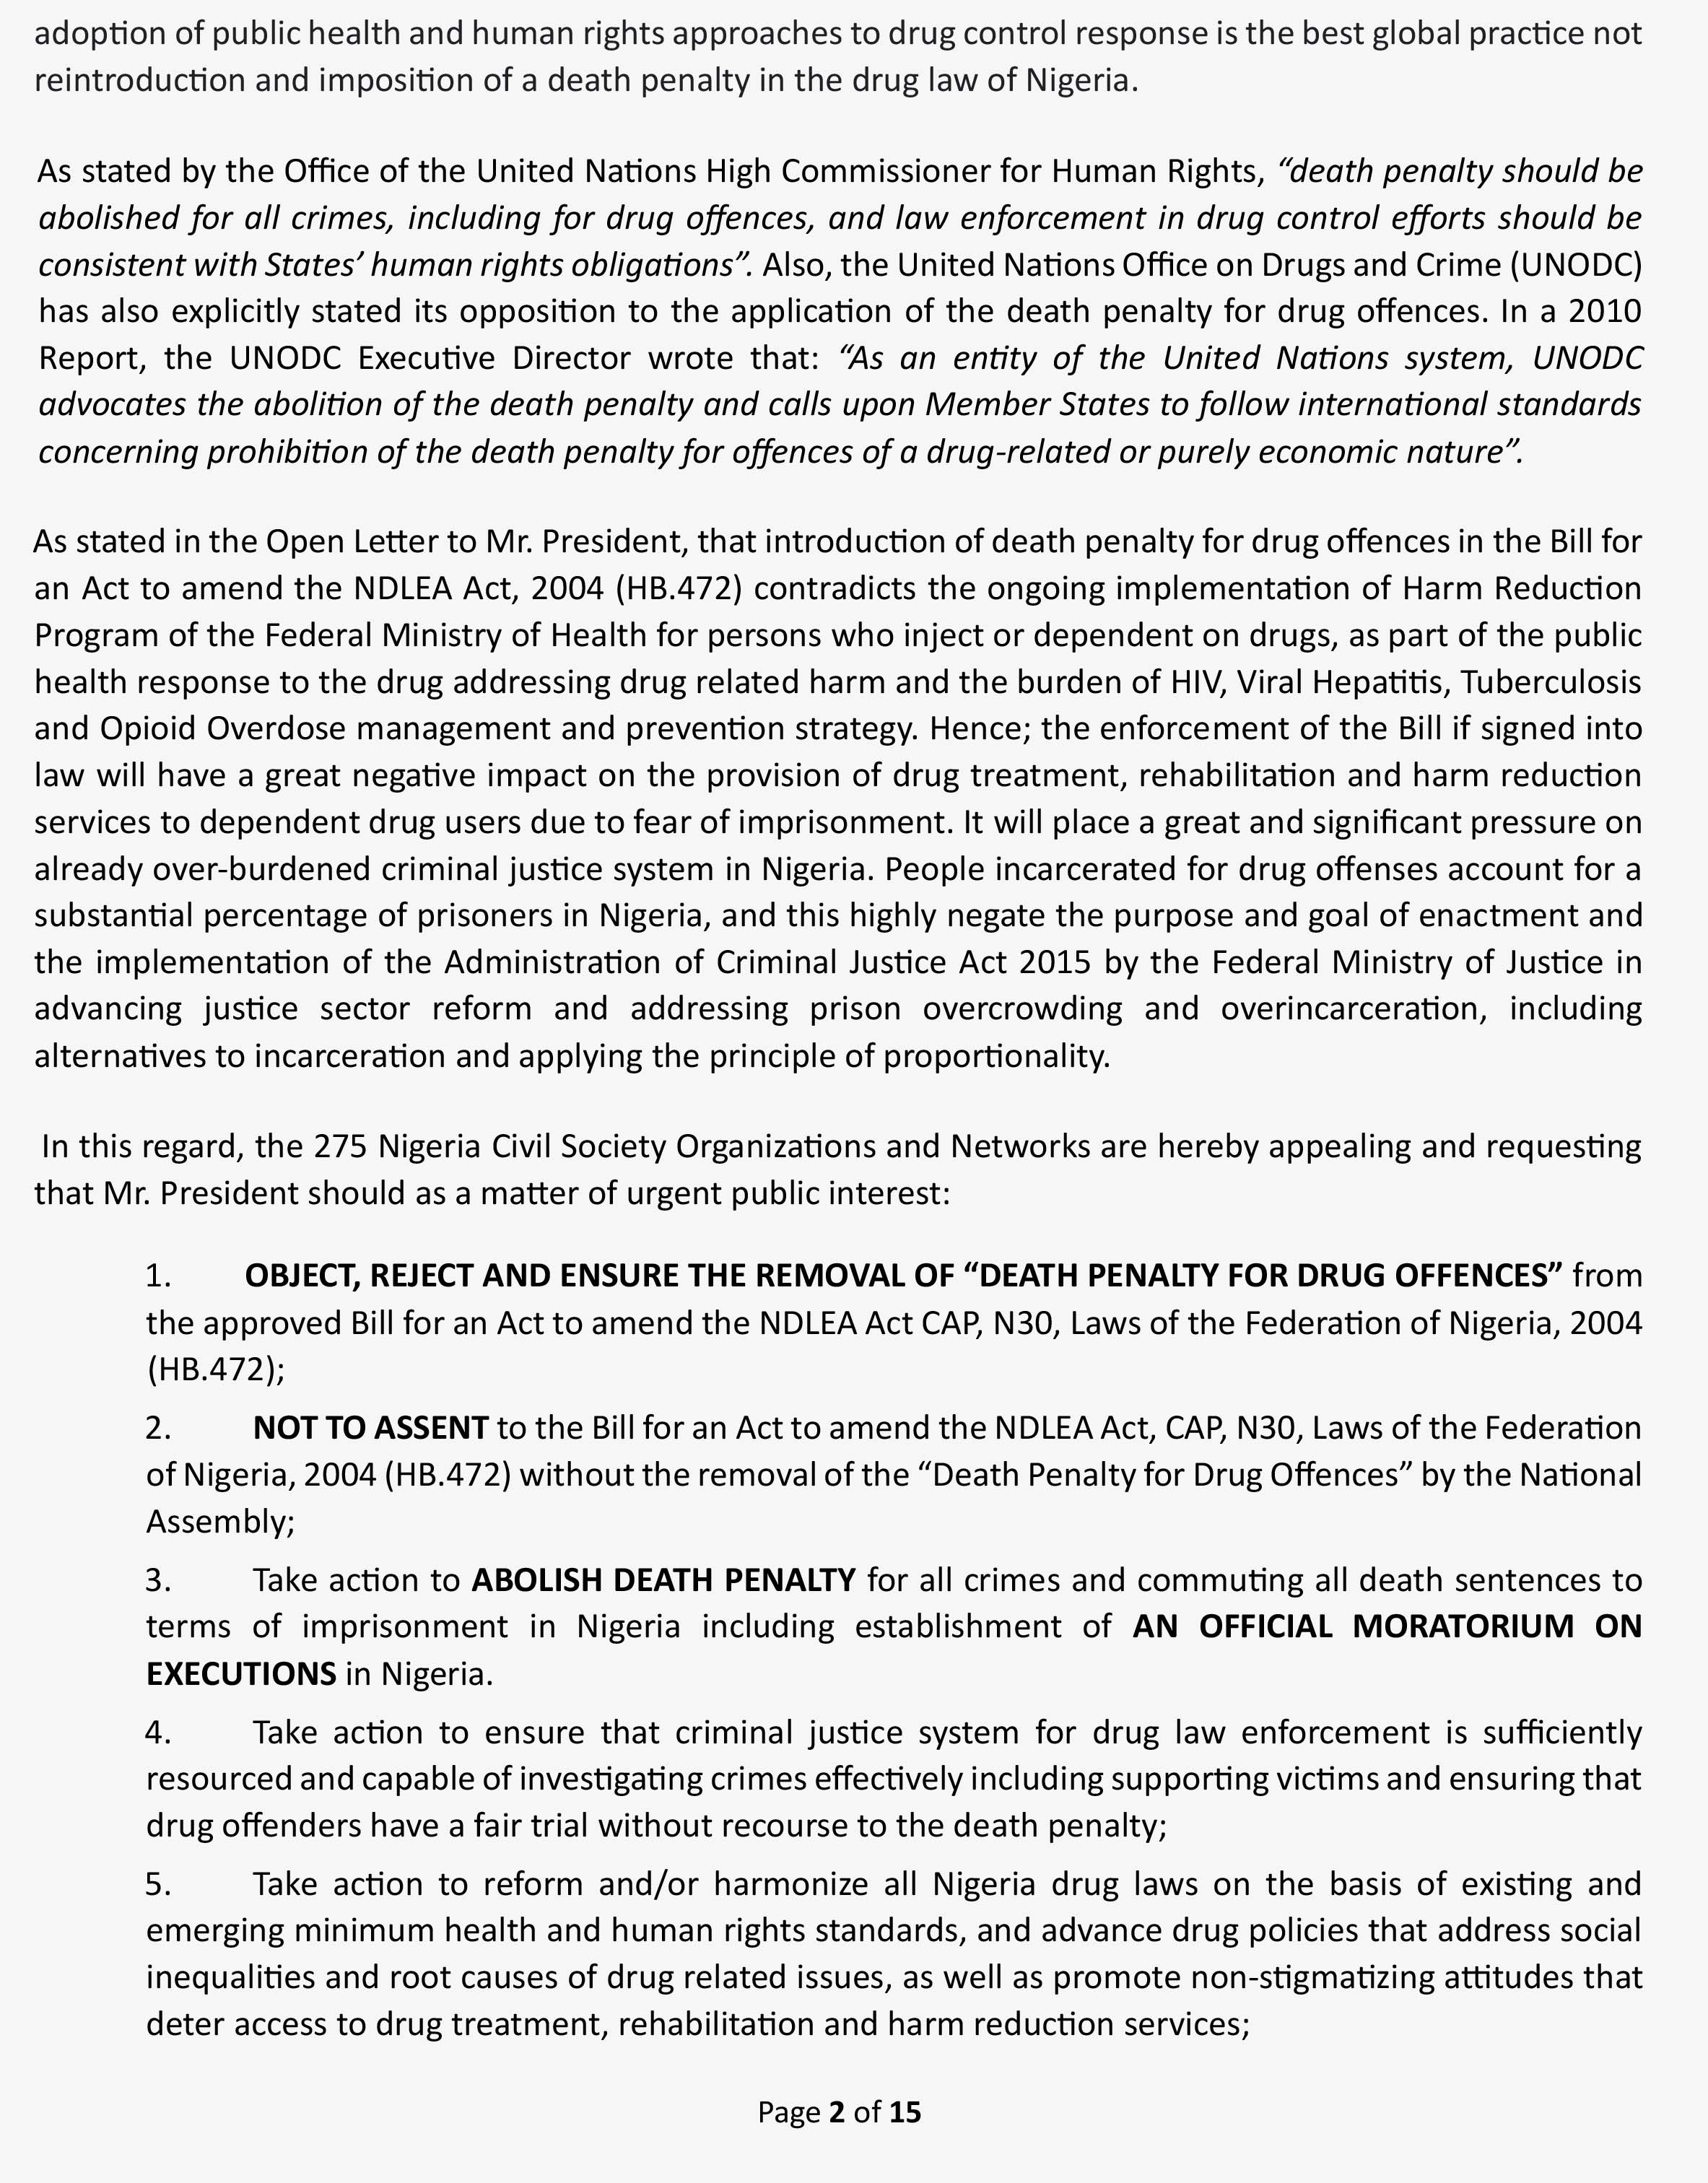 adoption of public health and human rights approaches to drug control response is the best global practice not
reintroduction and imposition of a death penalty in the drug law of Nigeria.
As stated by the Office of the United Nations High Commissioner for Human Rights, “death penalty should be
abolished for all crimes, including for drug offences, and law enforcement in drug control efforts should be
consistent with States’ human rights obligations”. Also, the United Nations Office on Drugs and Crime (UNODC)
has also explicitly stated its opposition to the application of the death penalty for drug offences. In a 2010
Report, the UNODC Executive Director wrote that: “As an entity of the United Nations system, UNODC
advocates the abolition of the death penalty and calls upon Member States to follow international standards
concerning prohibition of the death penalty for offences of a drug-related or purely economic nature”.
As stated in the Open Letter to Mr. President, that introduction of death penalty for drug offences in the Bill for
an Act to amend the NDLEA Act, 2004 (HB.472) contradicts the ongoing implementation of Harm Reduction
Program of the Federal Ministry of Health for persons who inject or dependent on drugs, as part of the public
health response to the drug addressing drug related harm and the burden of HIV, Viral Hepatitis, Tuberculosis
and Opioid Overdose management and prevention strategy. Hence; the enforcement of the Bill if signed into
law will have a great negative impact on the provision of drug treatment, rehabilitation and harm reduction
services to dependent drug users due to fear of imprisonment. It will place a great and significant pressure on
already over-burdened criminal justice system in Nigeria. People incarcerated for drug offenses account for a
substantial percentage of prisoners in Nigeria, and this highly negate the purpose and goal of enactment and
the implementation of the Administration of Criminal Justice Act 2015 by the Federal Ministry of Justice in
advancing justice sector reform and addressing prison overcrowding and overincarceration, including
alternatives to incarceration and applying the principle of proportionality.
In this regard, the 275 Nigeria Civil Society Organizations and Networks are hereby appealing and requesting
that Mr. President should as a matter of urgent public interest:
1. OBJECT, REJECT AND ENSURE THE REMOVAL OF “DEATH PENALTY FOR DRUG OFFENCES” from
the approved Bill for an Act to amend the NDLEA Act CAP, N30, Laws of the Federation of Nigeria, 2004
(HB.472);
2. NOT TO ASSENT to the Bill for an Act to amend the NDLEA Act, CAP, N30, Laws of the Federation
of Nigeria, 2004 (HB.472) without the removal of the “Death Penalty for Drug Offences” by the National
Assembly;
3. Take action to ABOLISH DEATH PENALTY for all crimes and commuting all death sentences to
terms of imprisonment in Nigeria including establishment of AN OFFICIAL MORATORIUM ON
EXECUTIONS in Nigeria.
4. Take action to ensure that criminal justice system for drug law enforcement is sufficiently
resourced and capable of investigating crimes effectively including supporting victims and ensuring that
drug offenders have a fair trial without recourse to the death penalty;
5. Take action to reform and/or harmonize all Nigeria drug laws on the basis of existing and
emerging minimum health and human rights standards, and advance drug policies that address social
inequalities and root causes of drug related issues, as well as promote non-stigmatizing attitudes that
deter access to drug treatment, rehabilitation and harm reduction services;
Page 2 of 15